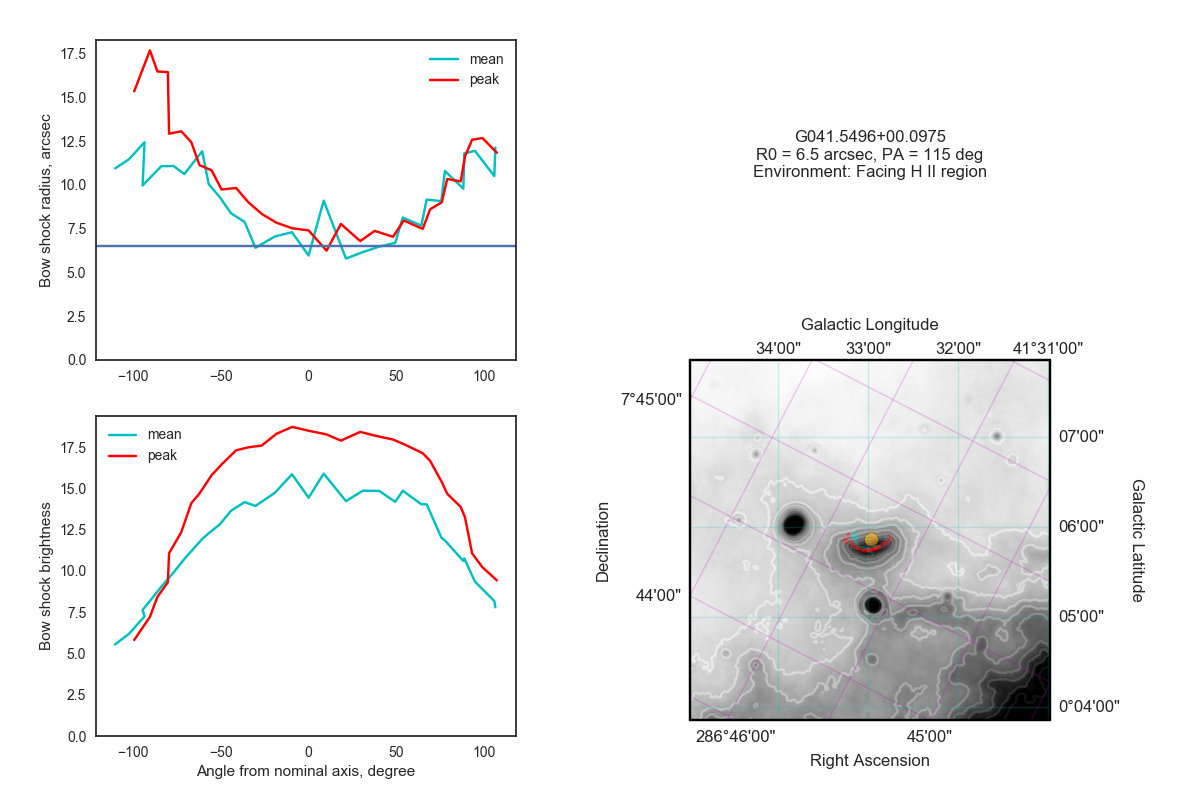 17.5
15.0
12.5
10.0
7.5
5.0
2.5
0.0
Bow shock radius, arcsec
mean
peak
−100
−50
0
50
100
G041.5496+00.0975
R0 = 6.5 arcsec, PA = 115 deg
Environment: Facing H II region
17.5
15.0
12.5
10.0
7.5
5.0
2.5
0.0
Bow shock brightness
mean
peak
−100
−50
0
50
100
Angle from nominal axis, degree
Galactic Longitude
34'00"
33'00"
32'00"
41°31'00"
7°45'00"
44'00"
Declination
07'00"
06'00"
05'00"
0°04'00"
Galactic Latitude
286°46'00"
45'00"
Right Ascension